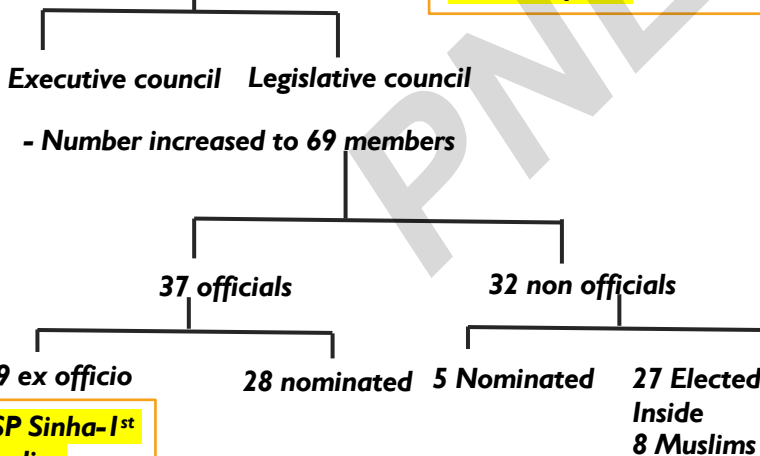 Executive council Legislative council
- Number increased to 69 members
37 officials 32 non officials
9 ex officio 28 nominated 5 Nominated 27 Elected
Inside
8 Muslims
SP Sinha-1st